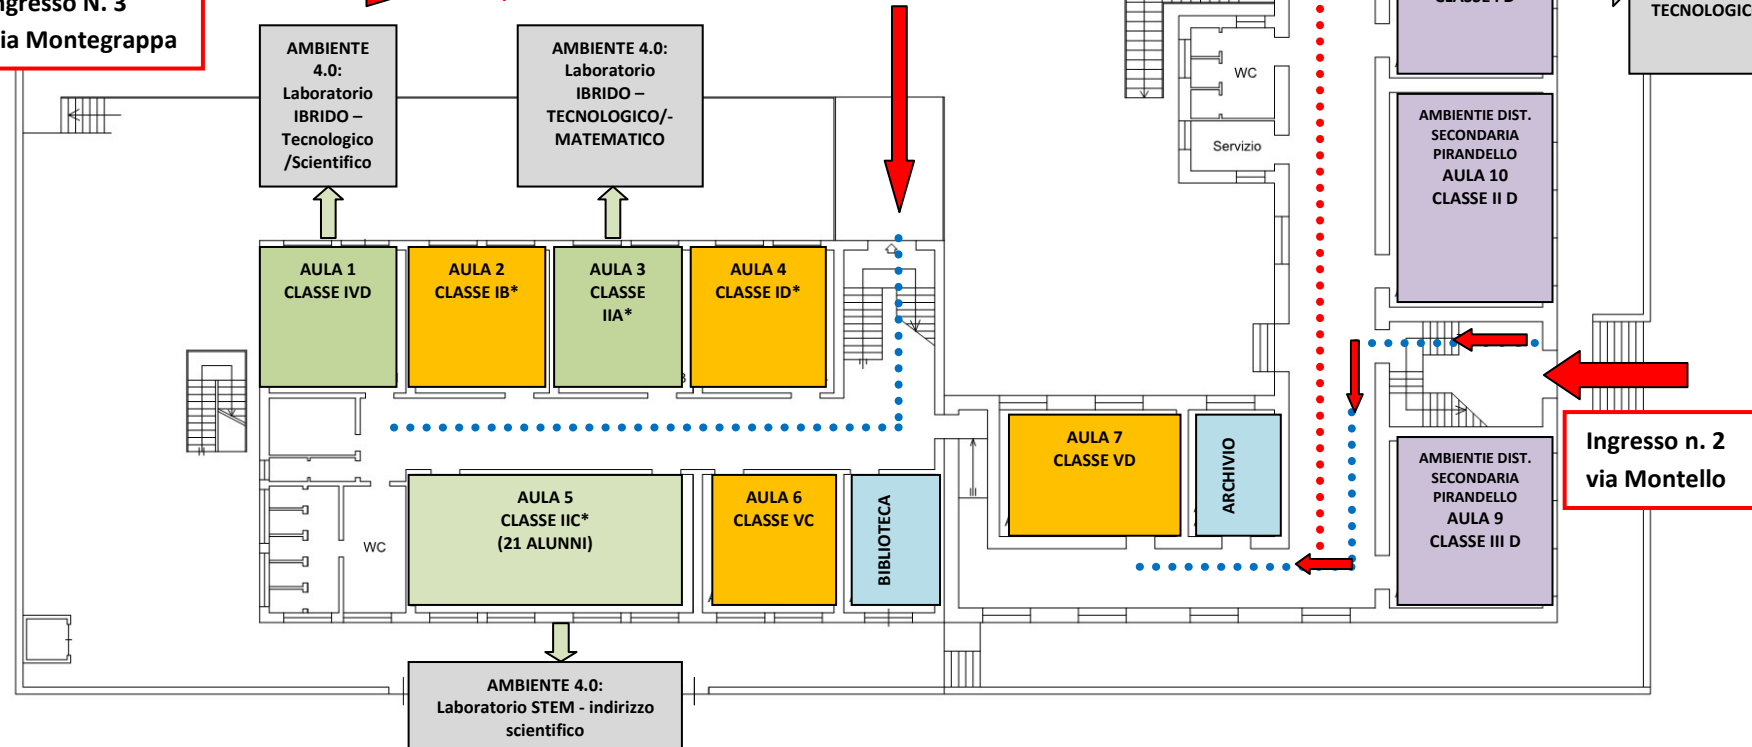 Ingresso N. 3
via Montegrappa
AMBIENTE
4.0:
Laboratorio
IBRIDO –
Tecnologico
/Scientifico
AMBIENTE 4.0:
Laboratorio
IBRIDO –
TECNOLOGICO/-
MATEMATICO
WC
Servizio
CLASSE I D
TECNOLOGIC
AMBIENTIE DIST.
SECONDARIA
PIRANDELLO
AULA 10
CLASSE II D
AULA 1
CLASSE IVD
AULA 2
CLASSE IB*
AULA 3
CLASSE
IIA*
AULA 4
CLASSE ID*
AULA 5
CLASSE IIC*
(21 ALUNNI)
AULA 6
CLASSE VC
BIBLIOTECA
WC
AULA 7
CLASSE VD
ARCHIVIO
AMBIENTIE DIST.
SECONDARIA
PIRANDELLO
AULA 9
CLASSE III D
Ingresso n. 2
via Montello
AMBIENTE 4.0:
Laboratorio STEM - indirizzo
scientifico